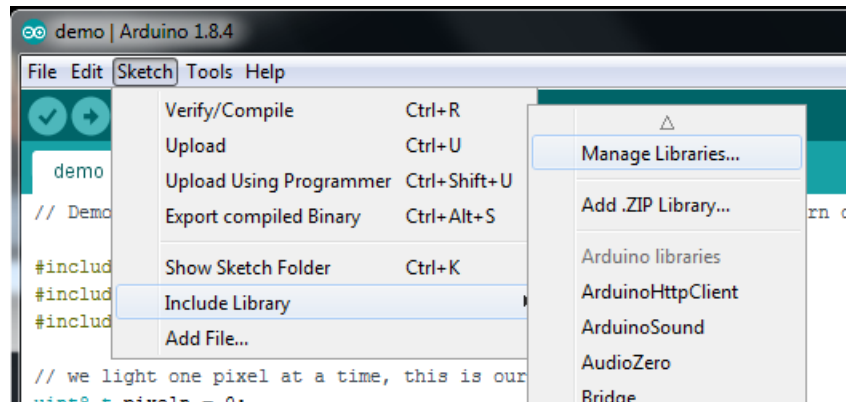 demo | Arduino 1.8.4
File Edit Sketch Tools Help
Verify/Compile Ctrl+R
Upload Ctrl+U
Upload Using Programmer Ctrl+Shift+U
Export compiled Binary Ctrl+Alt+S
Show Sketch Folder Ctrl+K
Include Library
Add File...
Manage Libraries...
Add .ZIP Library...
Arduino libraries
ArduinoHttpClient
ArduinoSound
AudioZero
Bridge
demo
// Demo
#includ
#includ
#includ
// we light one pixel at a time, this is our